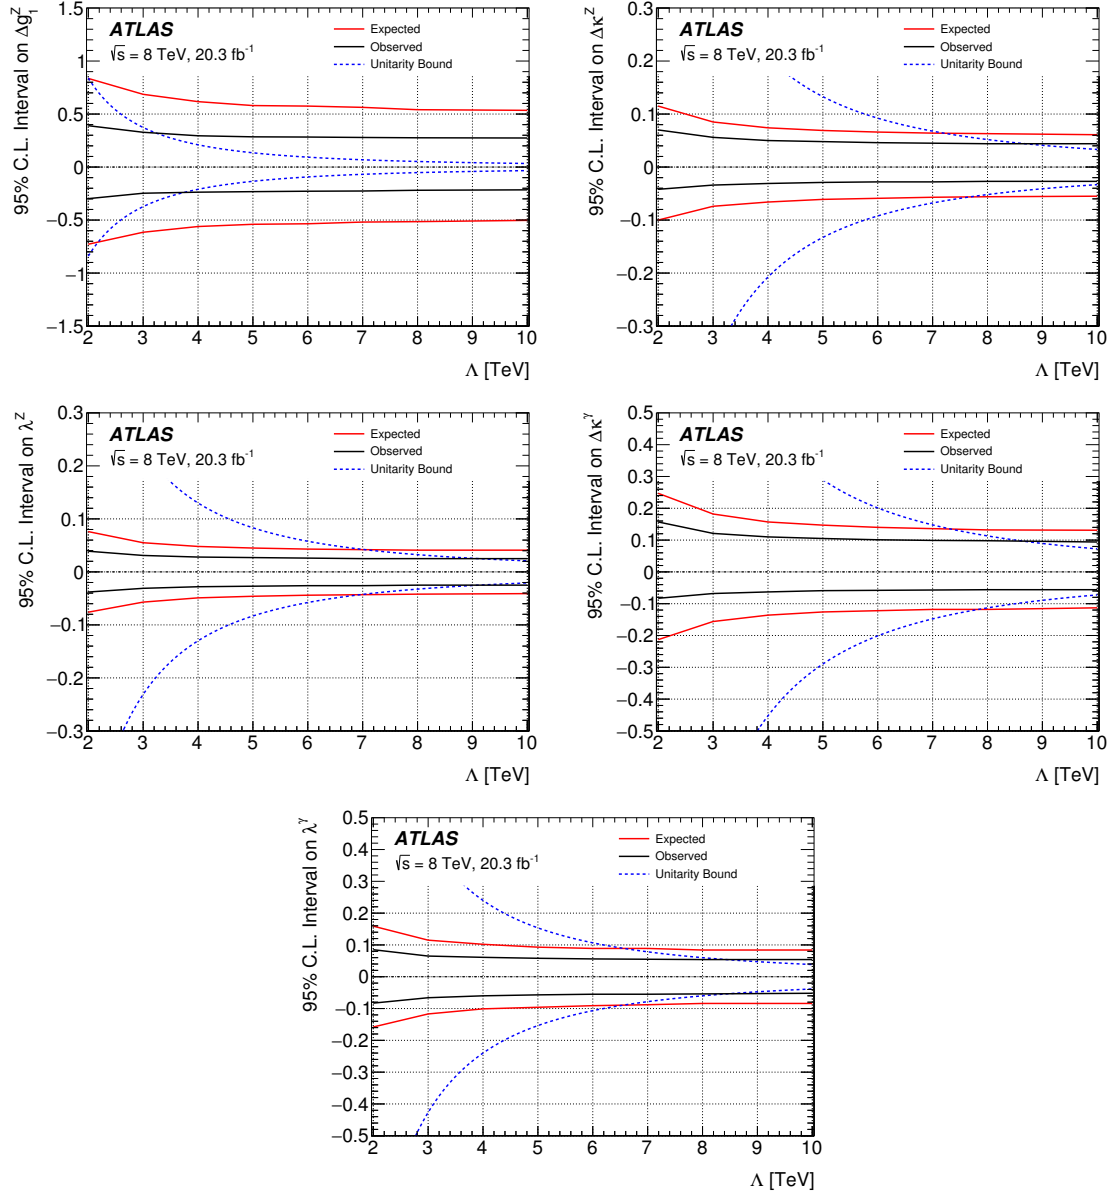 95% C.L. Interval on Δg₁ᶻ
ATLAS
√s = 8 TeV, 20.3 fb⁻¹
Expected
Observed
Unitarity Bound
1.5
1
0.5
0
−0.5
−1
−1.5
2 3 4 5 6 7 8 9 10
Λ [TeV]
95% C.L. Interval on Δκᶻ
ATLAS
√s = 8 TeV, 20.3 fb⁻¹
Expected
Observed
Unitarity Bound
0.3
0.2
0.1
0
−0.1
−0.2
−0.3
2 3 4 5 6 7 8 9 10
Λ [TeV]
95% C.L. Interval on λᶻ
ATLAS
√s = 8 TeV, 20.3 fb⁻¹
Expected
Observed
Unitarity Bound
0.3
0.2
0.1
0
−0.1
−0.2
−0.3
2 3 4 5 6 7 8 9 10
Λ [TeV]
95% C.L. Interval on Δκᵞ
ATLAS
√s = 8 TeV, 20.3 fb⁻¹
Expected
Observed
Unitarity Bound
0.5
0.4
0.3
0.2
0.1
0
−0.1
−0.2
−0.3
−0.4
−0.5
2 3 4 5 6 7 8 9 10
Λ [TeV]
95% C.L. Interval on λᵞ
ATLAS
√s = 8 TeV, 20.3 fb⁻¹
Expected
Observed
Unitarity Bound
0.5
0.4
0.3
0.2
0.1
0
−0.1
−0.2
−0.3
−0.4
−0.5
2 3 4 5 6 7 8 9 10
Λ [TeV]